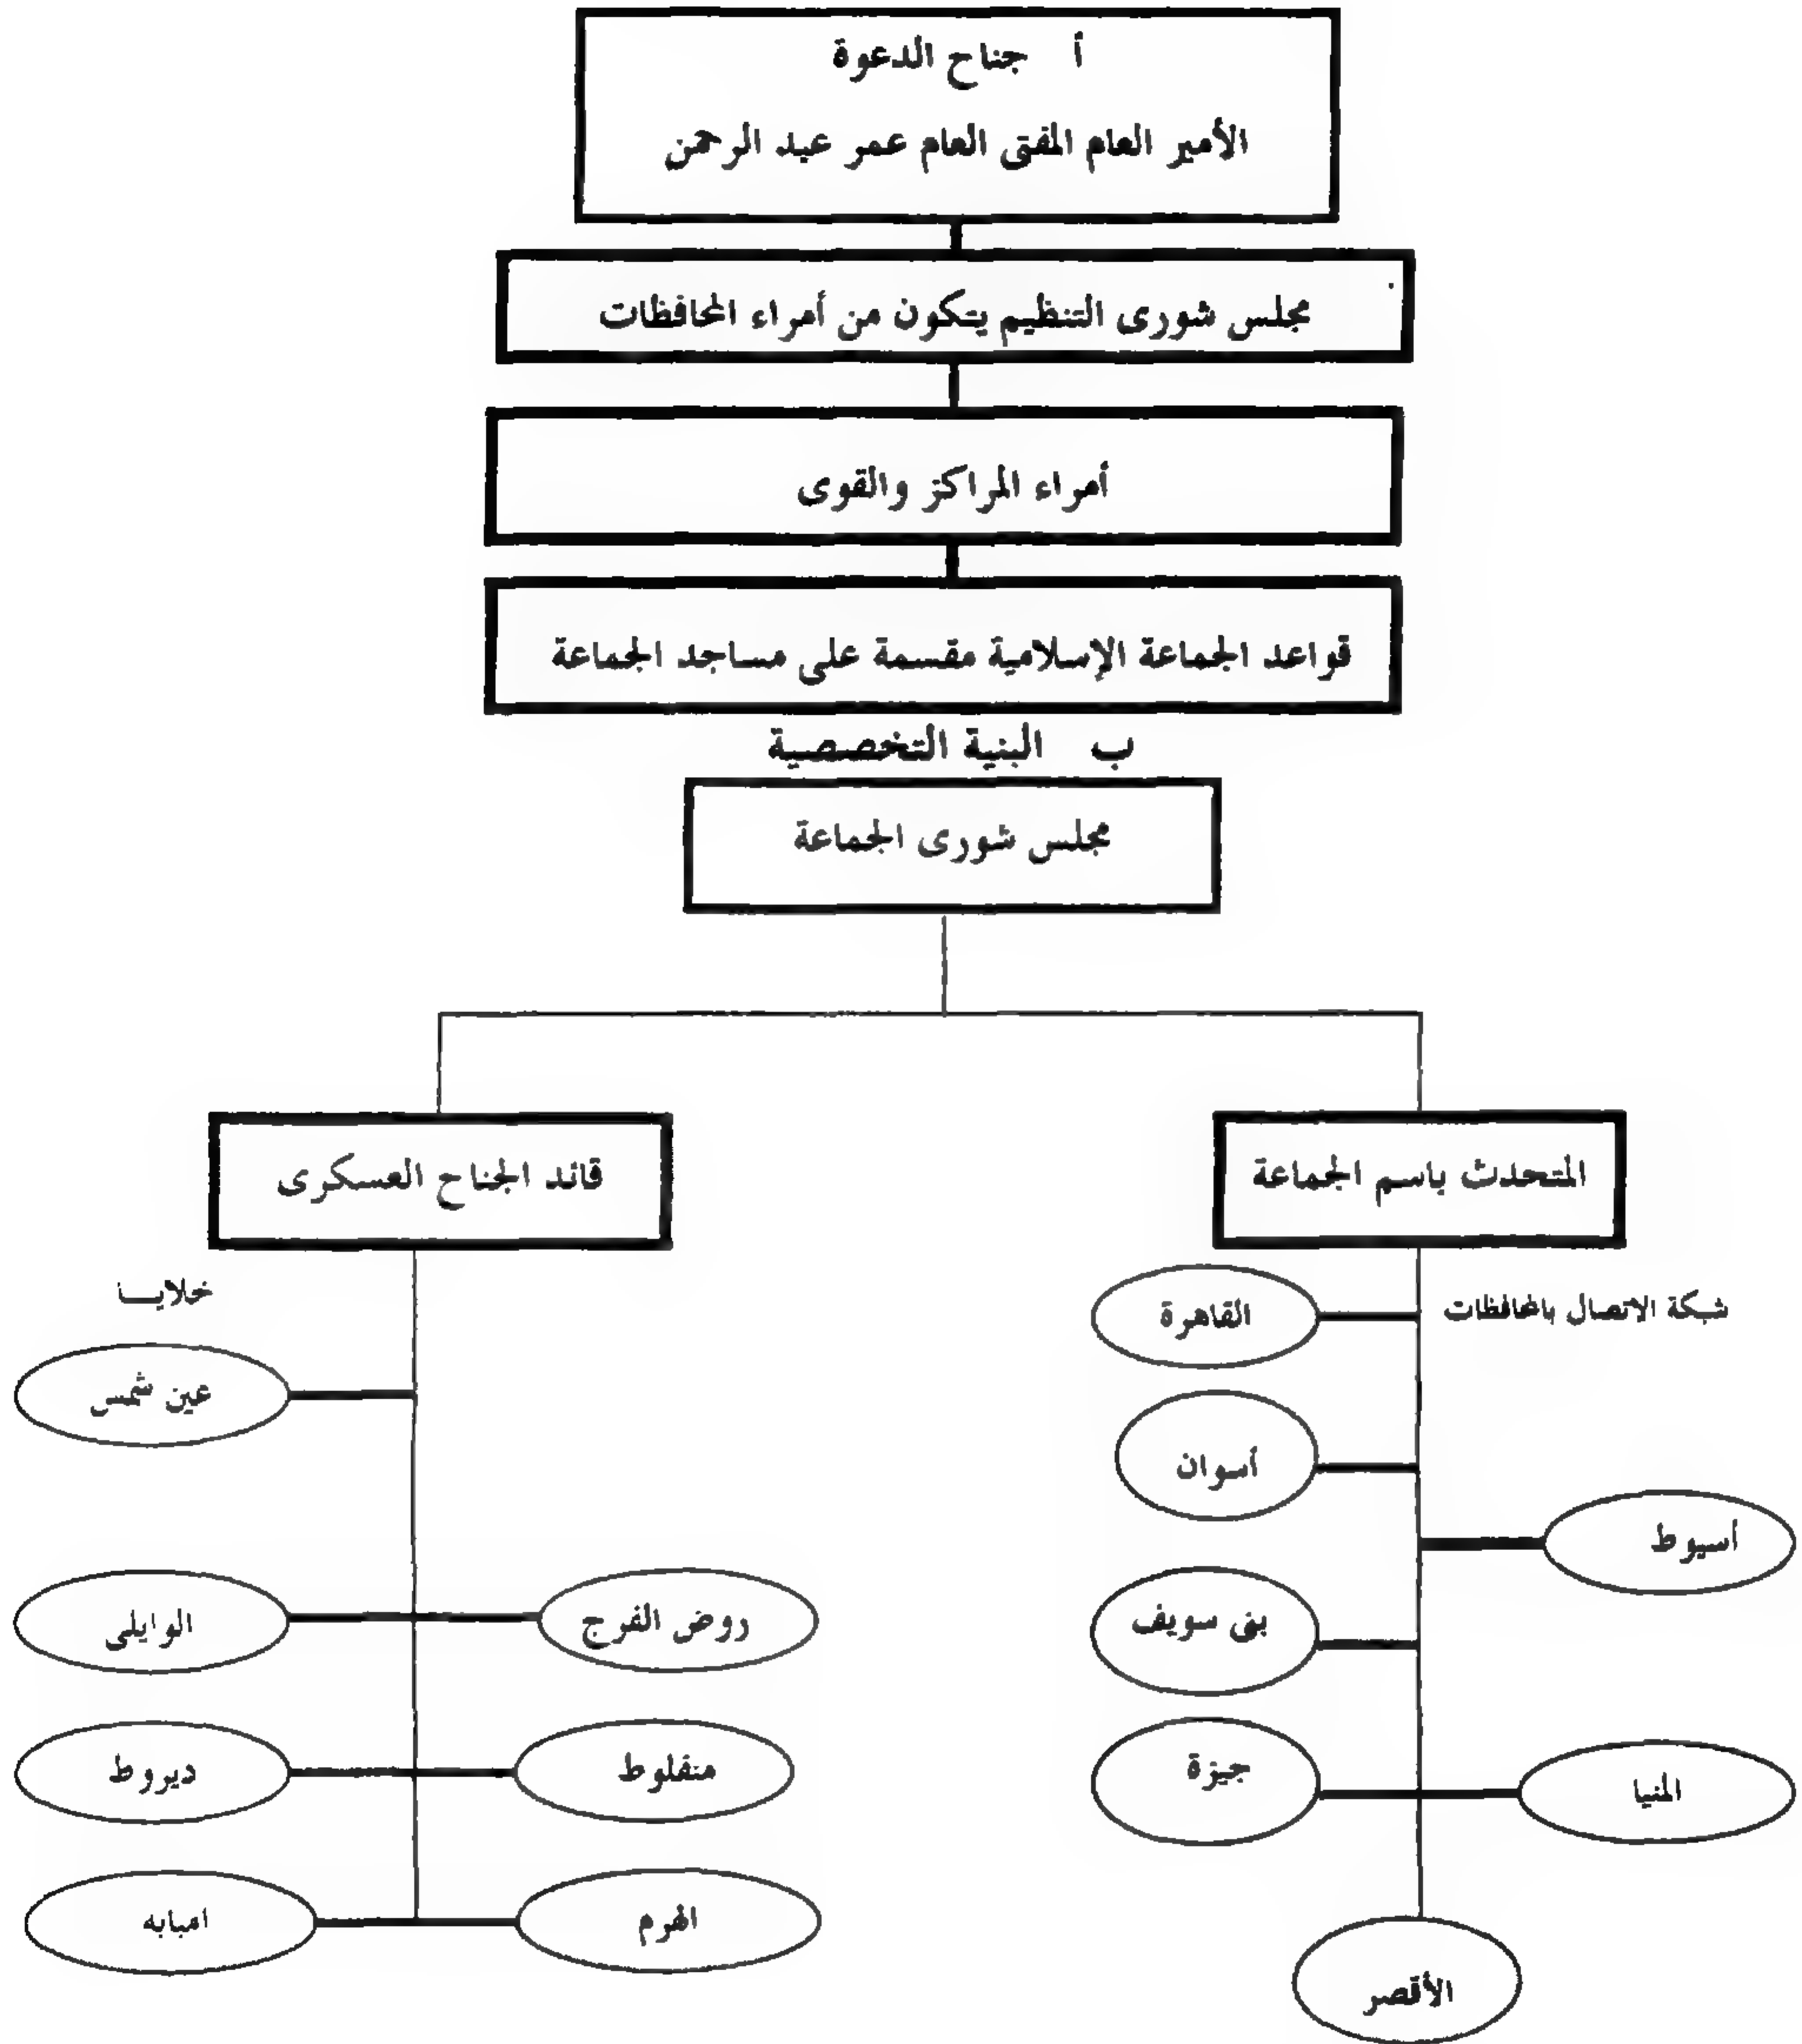 أ جناح الدعوة
الأمير العام المفتى العام عمر عبد الرحمن
مجلس شورى التنظيم يتكون من أمراء المحافظات
أمراء المراكز والقوى
قواعد الجماعة الإسلامية مقسمة على مساجد الجماعة
ب البنية التخصصية
مجلس شورى الجماعة
المتحدث باسم الجماعة
شبكة الاتصال بالمحافظات
القاهرة
أسوان
أسيوط
بنى سويف
جيزة
المنيا
الأقصر
قائد الجناح العسكرى
خلايا
عين شمس
روض الفرج
الوايلى
منفلوط
ديروط
الهرم
امبابه